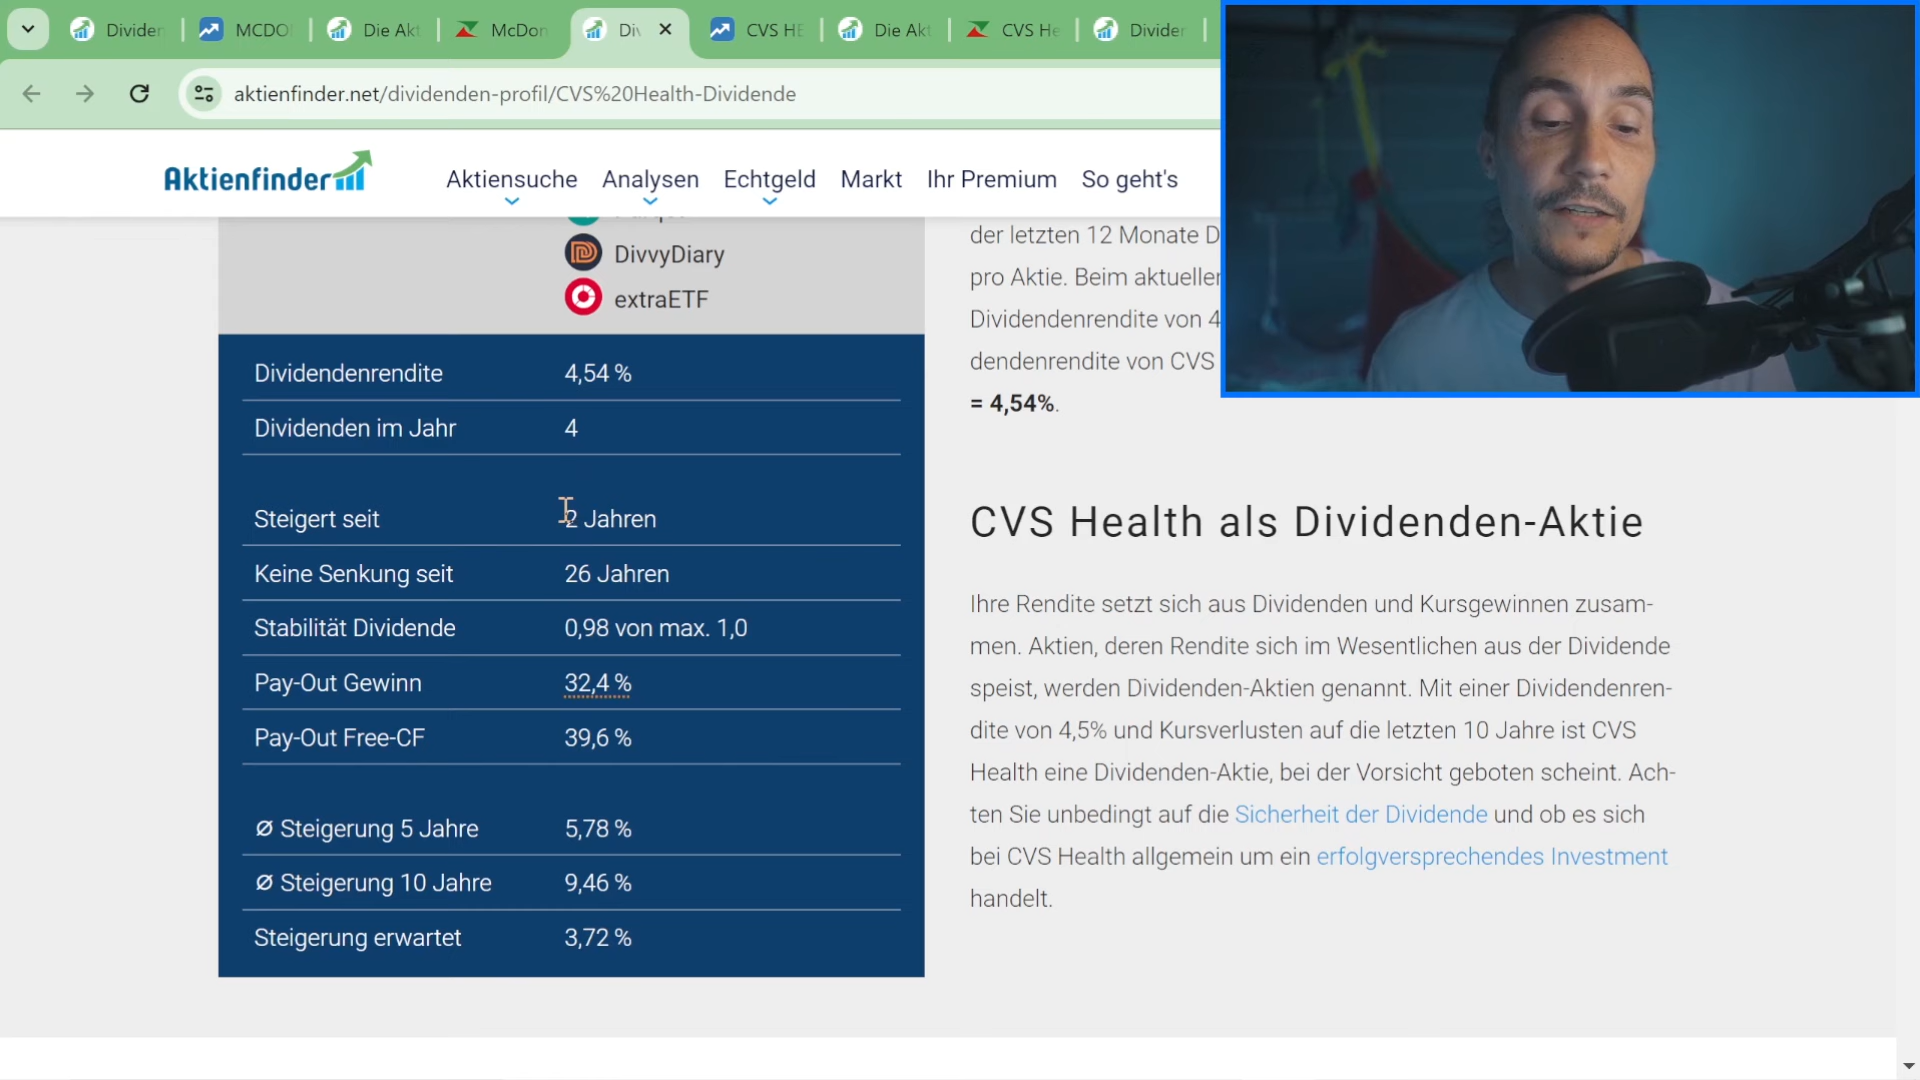 MCDO
Die Akt
McDon
CVS HE
Die Akt
CVS He
aktienfinder.net/dividenden-profil/CVS%20Health-Dividende
Aktienfinder
Aktiensuche
Analysen
Echtgeld
Markt
Ihr Premium
So geht's
DivvyDiary
extraETF
Dividendenrendite 4,54 %
Dividenden im Jahr 4
Steigert seit 2 Jahren
Keine Senkung seit 26 Jahren
Stabilität Dividende 0,98 von max. 1,0
Pay-Out Gewinn 32,4 %
Pay-Out Free-CF 39,6 %
Ø Steigerung 5 Jahre 5,78 %
Ø Steigerung 10 Jahre 9,46 %
Steigerung erwartet 3,72 %
der letzten 12 Monate D
pro Aktie. Beim aktueller
Dividendenrendite von 4
dendenrendite von CVS
= 4,54%.
CVS Health als Dividenden-Aktie
Ihre Rendite setzt sich aus Dividenden und Kursgewinnen zusam-
men. Aktien, deren Rendite sich im Wesentlichen aus der Dividende
speist, werden Dividenden-Aktien genannt. Mit einer Dividendenren-
dite von 4,5% und Kursverlusten auf die letzten 10 Jahre ist CVS
Health eine Dividenden-Aktie, bei der Vorsicht geboten scheint. Ach-
ten Sie unbedingt auf die Sicherheit der Dividende und ob es sich
bei CVS Health allgemein um ein erfolgversprechendes Investment
handelt.